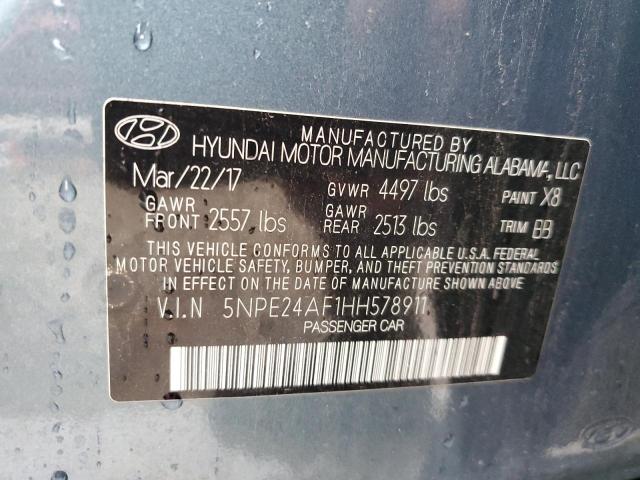 MANUFACTURED BY
HYUNDAI MOTOR MANUFACTURING ALABAMA, LLC
Mar/22/17 GVWR 4497 lbs PAINT X8
GAWR FRONT 2557 lbs GAWR REAR 2513 lbs TRIM BB
THIS VEHICLE CONFORMS TO ALL APPLICABLE U.S.A. FEDERAL
MOTOR VEHICLE SAFETY, BUMPER, AND THEFT PREVENTION STANDARDS
IN EFFECT ON THE DATE OF MANUFACTURE SHOWN ABOVE.
V.I.N 5NPE24AF1HH578911
PASSENGER CAR